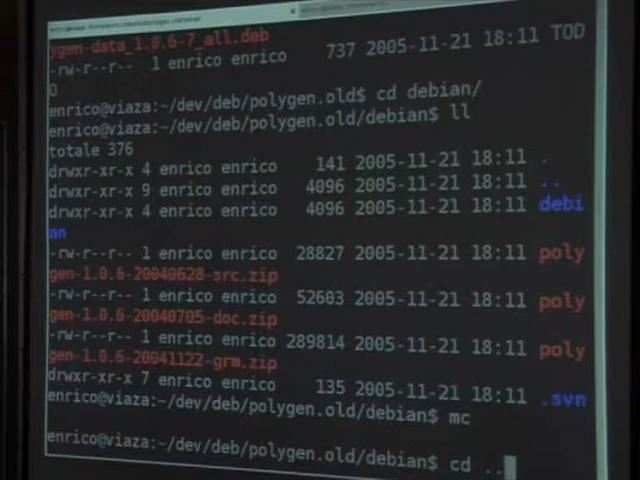 ygen-data_1.0.6-7_all.deb
-rw-r--r-- 1 enrico enrico 737 2005-11-21 18:11 TOD
O
enrico@viaza:~/dev/deb/polygen.old$ cd debian/
enrico@viaza:~/dev/deb/polygen.old/debian$ ll
totale 376
drwxr-xr-x 4 enrico enrico 141 2005-11-21 18:11 .
drwxr-xr-x 9 enrico enrico 4096 2005-11-21 18:11 ..
drwxr-xr-x 4 enrico enrico 4096 2005-11-21 18:11 debi
an
-rw-r--r-- 1 enrico enrico 28827 2005-11-21 18:11 poly
gen-1.0.6-20040628-src.zip
-rw-r--r-- 1 enrico enrico 52603 2005-11-21 18:11 poly
gen-1.0.6-20040705-doc.zip
-rw-r--r-- 1 enrico enrico 289814 2005-11-21 18:11 poly
gen-1.0.6-20041122-grm.zip
drwxr-xr-x 7 enrico enrico 135 2005-11-21 18:11 .svn
enrico@viaza:~/dev/deb/polygen.old/debian$ mc
enrico@viaza:~/dev/deb/polygen.old/debian$ cd ..